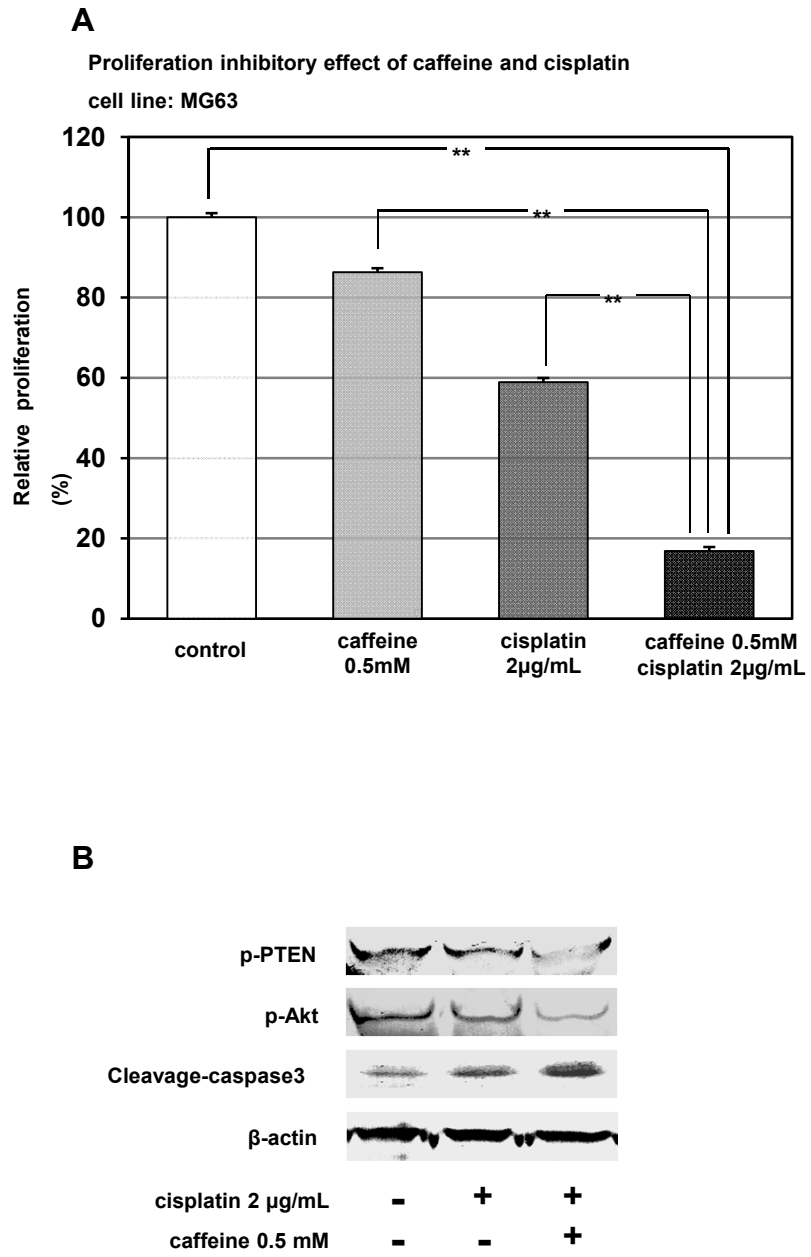 A
Proliferation inhibitory effect of caffeine and cisplatin
cell line: MG63
120
100
80
60
40
20
0
Relative proliferation
(%)
**
**
**
control
caffeine
0.5mM
cisplatin
2µg/mL
caffeine 0.5mM
cisplatin 2µg/mL
B
p-PTEN
p-Akt
Cleavage-caspase3
β-actin
cisplatin 2 µg/mL - + +
caffeine 0.5 mM - - +